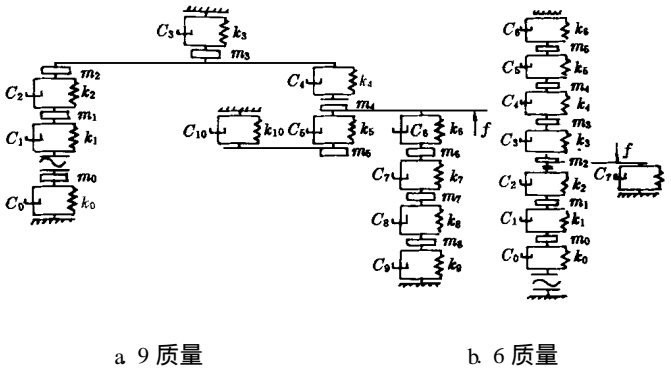 C₃ k₃
m₃
m₂
C₂ k₂
m₁
C₁ k₁
m₀
C₀ k₀
C₄ k₄
m₄
C₁₀ k₁₀
C₅ k₅
m₅
C₆ k₆
f
m₆
C₇ k₇
m₇
C₈ k₈
m₈
C₉ k₉
C₆ k₆
m₅
C₅ k₅
m₄
C₄ k₄
m₃
C₃ k₃
m₂
f
C₇
C₂ k₂
m₁
C₁ k₁
m₀
C₀ k₀
a. 9 质量
b. 6 质量